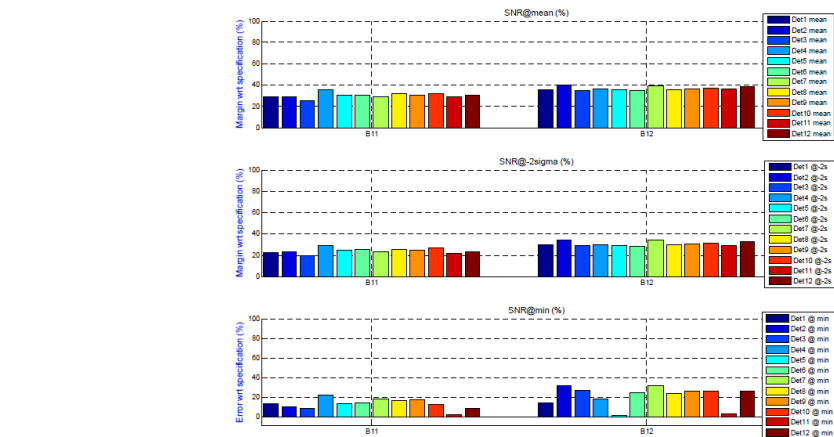 SNR@mean (%)
Margin wrt specification (%)
100
80
60
40
20
0
B11
B12
Det1 mean
Det2 mean
Det3 mean
Det4 mean
Det5 mean
Det6 mean
Det7 mean
Det8 mean
Det9 mean
Det10 mean
Det11 mean
Det12 mean
SNR@-2sigma (%)
Margin wrt specification (%)
100
80
60
40
20
0
B11
B12
Det1 @-2s
Det2 @-2s
Det3 @-2s
Det4 @-2s
Det5 @-2s
Det6 @-2s
Det7 @-2s
Det8 @-2s
Det9 @-2s
Det10 @-2s
Det11 @-2s
Det12 @-2s
SNR@min (%)
Error wrt specification (%)
100
80
60
40
20
0
B11
B12
Det1 @ min
Det2 @ min
Det3 @ min
Det4 @ min
Det5 @ min
Det6 @ min
Det7 @ min
Det8 @ min
Det9 @ min
Det10 @ min
Det11 @ min
Det12 @ min